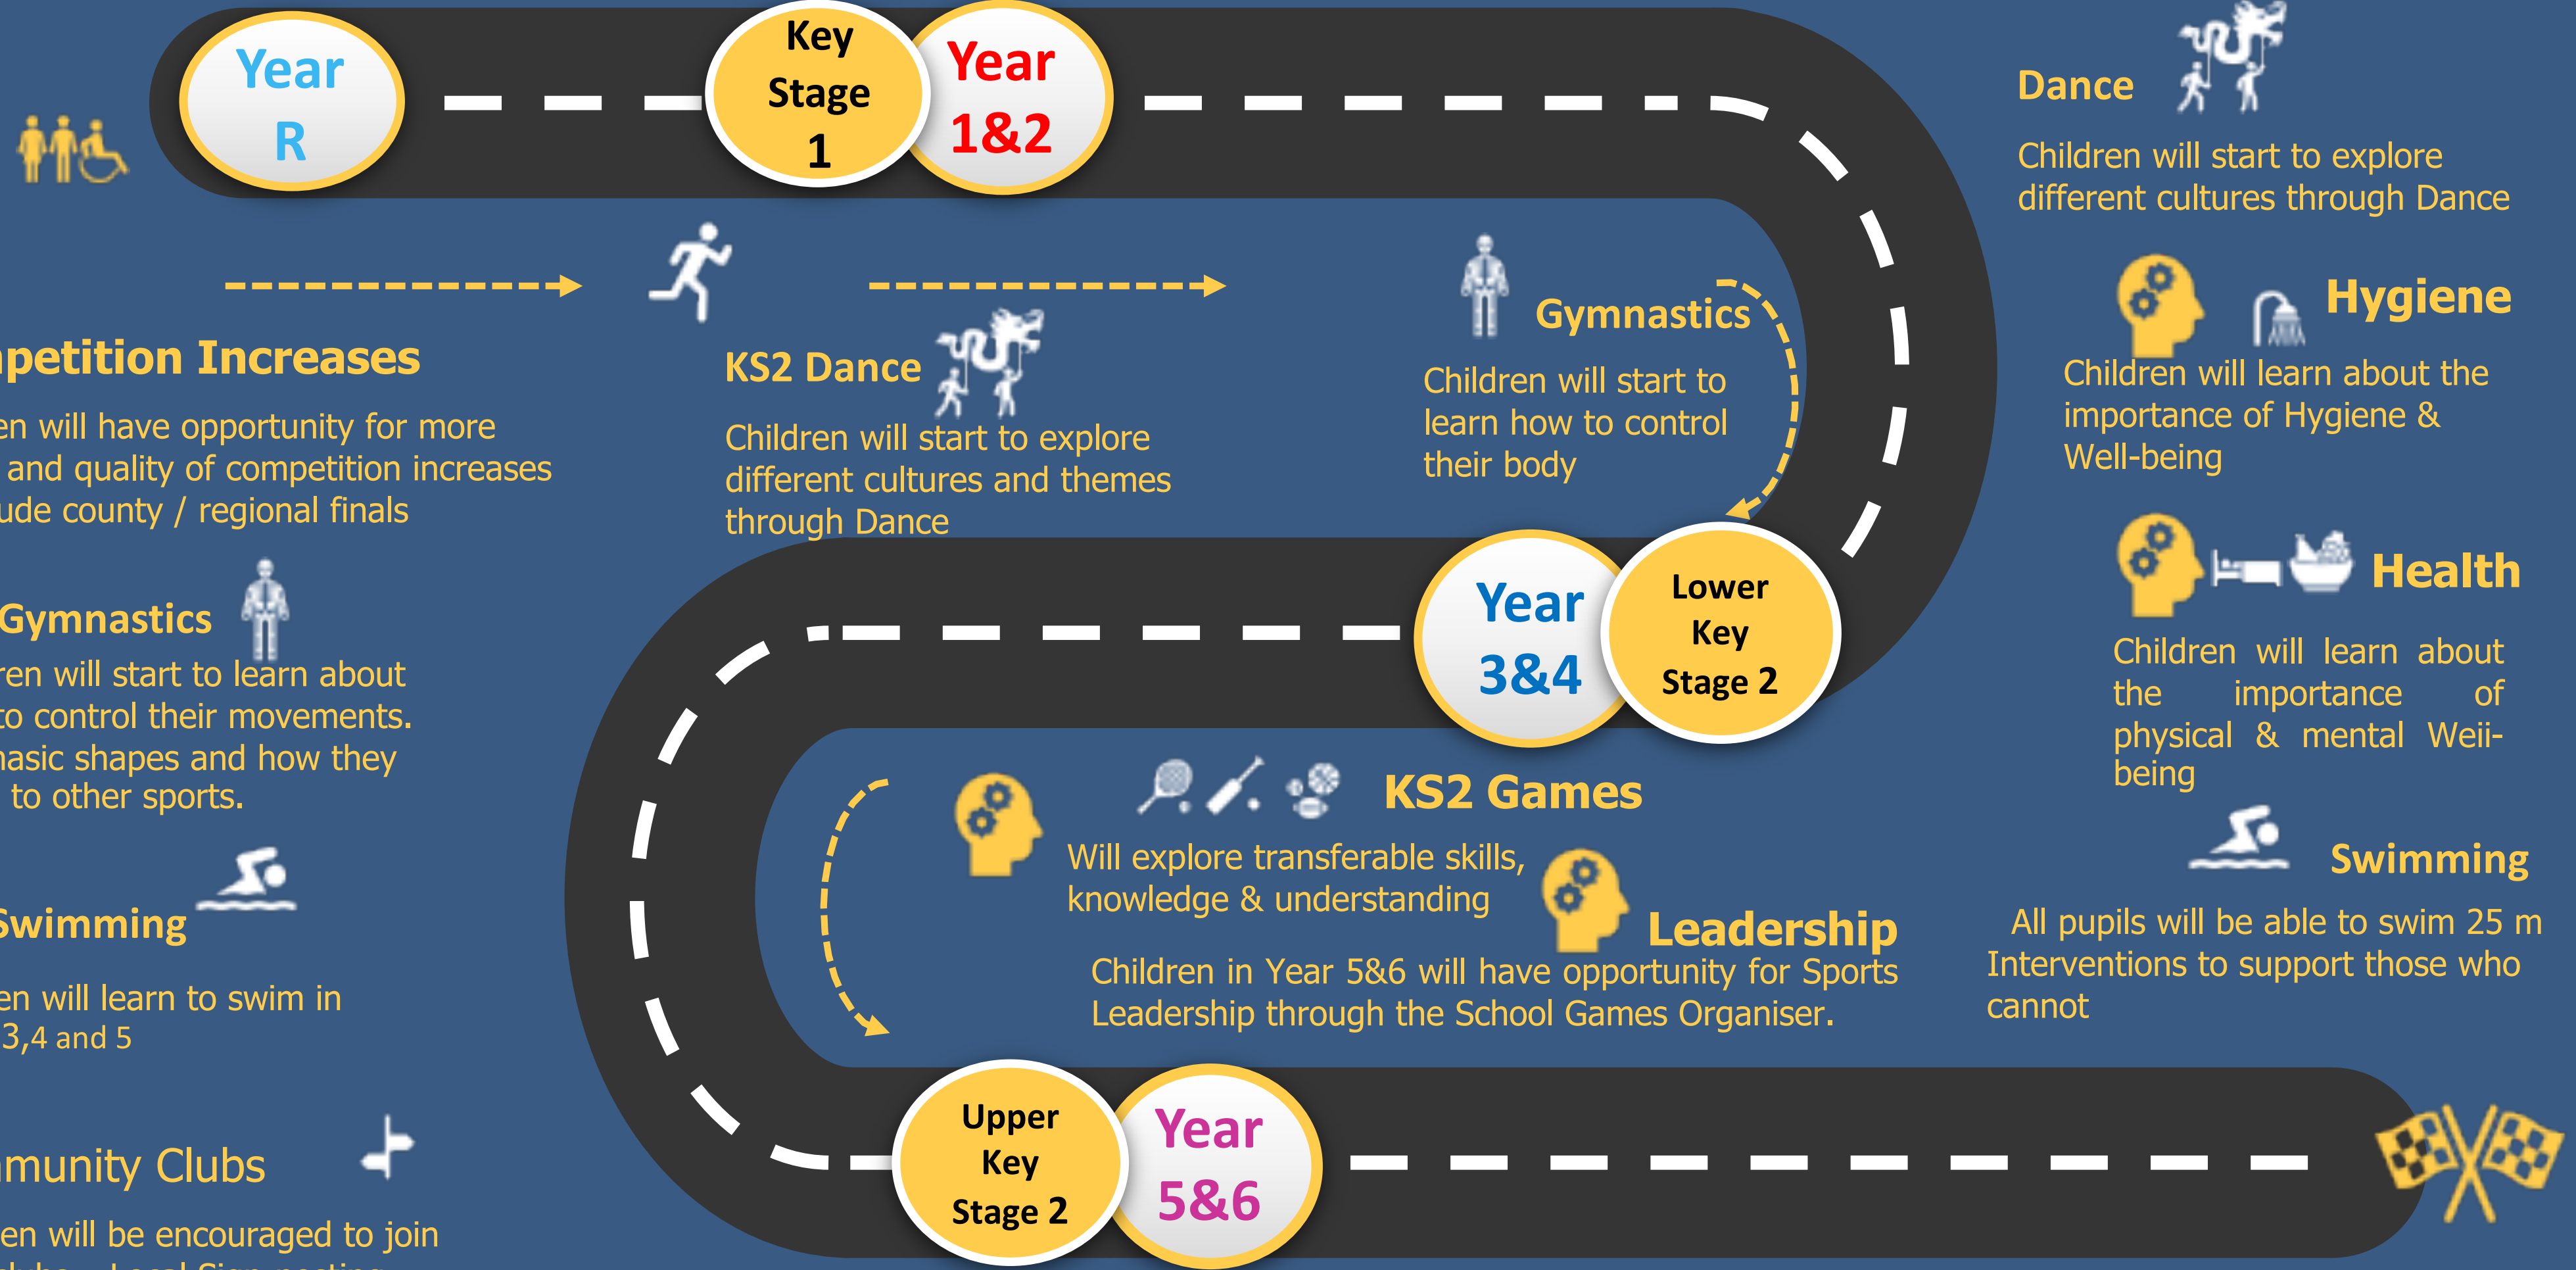 Year
R
Key
Stage
1
Year
1&2
Dance
Children will start to explore
different cultures through Dance
Hygiene
Children will learn about the
importance of Hygiene &
Well-being
Health
Children will learn about
the importance of
physical & mental Weii-
being
Swimming
All pupils will be able to swim 25 m
Interventions to support those who
cannot
Gymnastics
Children will start to
learn how to control
their body
KS2 Dance
Children will start to explore
different cultures and themes
through Dance
petition Increases
en will have opportunity for more
and quality of competition increases
ude county / regional finals
Gymnastics
ren will start to learn about
to control their movements.
asic shapes and how they
to other sports.
Swimming
en will learn to swim in
3,4 and 5
munity Clubs
en will be encouraged to join
Year
3&4
Lower
Key
Stage 2
KS2 Games
Will explore transferable skills,
knowledge & understanding
Leadership
Children in Year 5&6 will have opportunity for Sports
Leadership through the School Games Organiser.
Upper
Key
Stage 2
Year
5&6